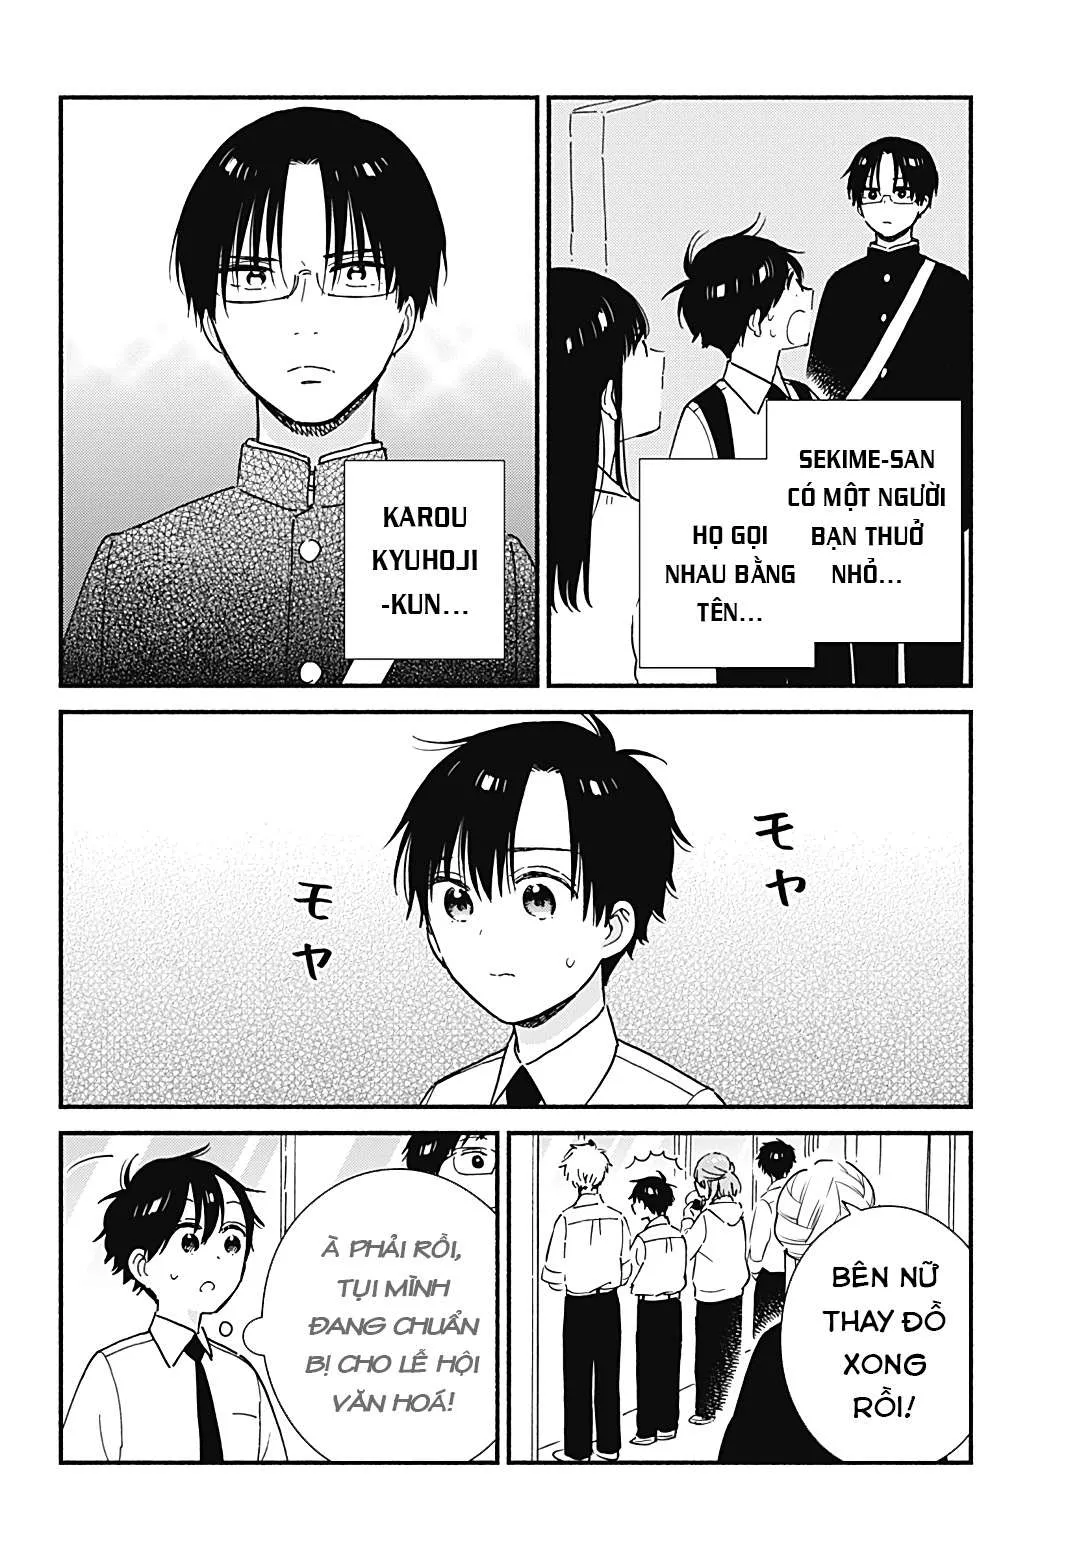 SEKIME-SAN
CÓ MỘT NGƯỜI
BẠN THUỞ
NHỎ...
HỌ GỌI
NHAU BẰNG
TÊN...
KAROU
KYUHOJI
-KUN...
モヤ
モヤ
BÊN NỮ
THAY ĐỒ
XONG
RỒI!
À PHẢI RỒI,
TỤI MÌNH
ĐANG CHUẨN
BỊ CHO LỄ HỘI
VĂN HOÁ!